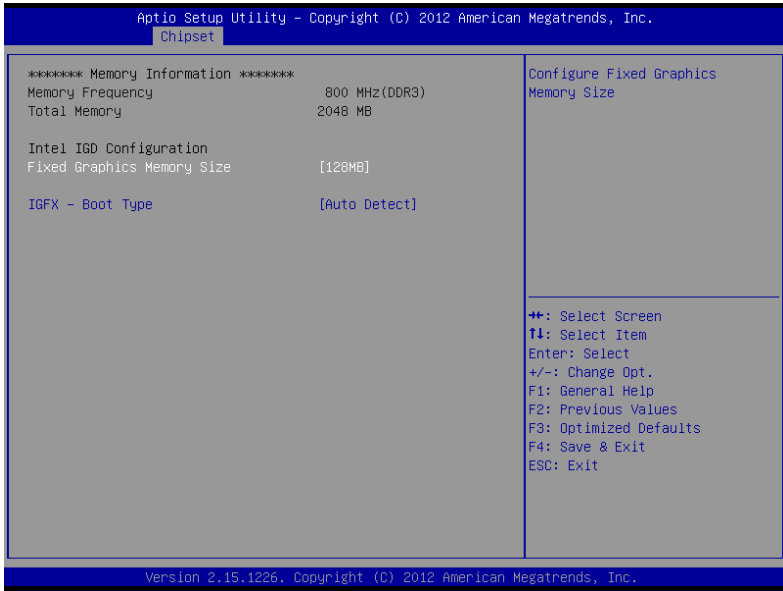 Aptio Setup Utility – Copyright (C) 2012 American Megatrends, Inc.
Chipset
******* Memory Information *******
Memory Frequency 800 MHz(DDR3)
Total Memory 2048 MB
Intel IGD Configuration
Fixed Graphics Memory Size [128MB]
IGFX – Boot Type [Auto Detect]
Configure Fixed Graphics
Memory Size
→←: Select Screen
↑↓: Select Item
Enter: Select
+/-: Change Opt.
F1: General Help
F2: Previous Values
F3: Optimized Defaults
F4: Save & Exit
ESC: Exit
Version 2.15.1226. Copyright (C) 2012 American Megatrends, Inc.